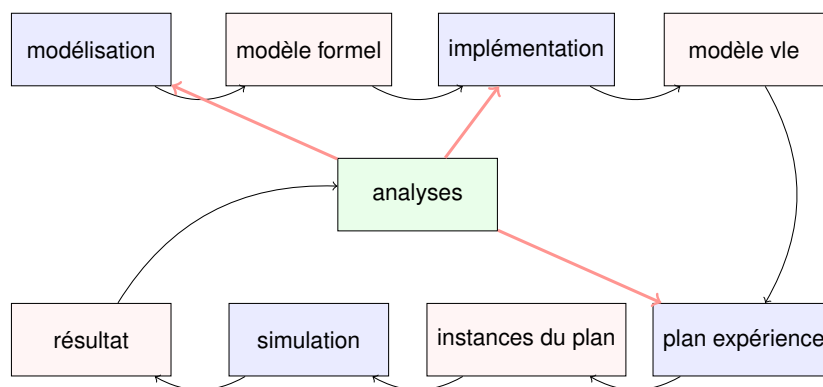 modélisation
modèle formel
implémentation
modèle vle
analyses
résultat
simulation
instances du plan
plan expérience